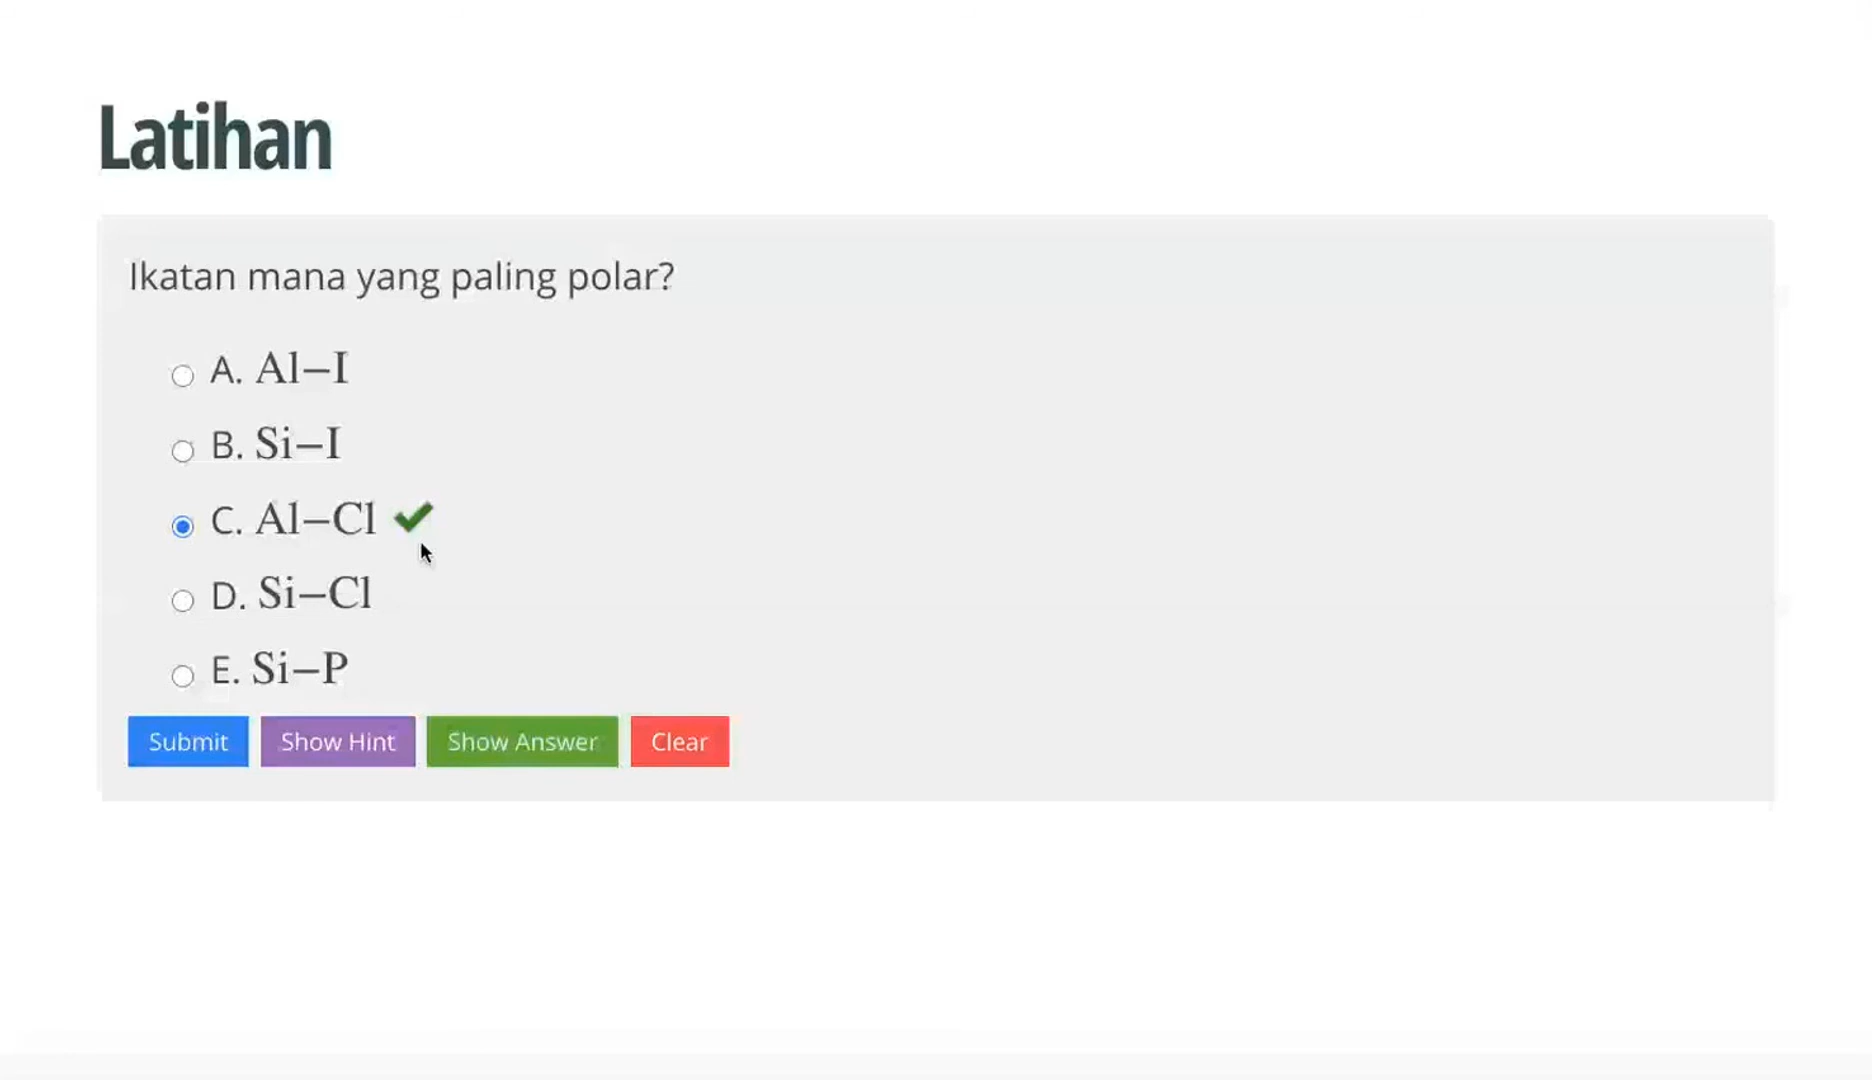 Latihan
Ikatan mana yang paling polar?
A. Al–I
B. Si–I
C. Al–Cl
D. Si–Cl
E. Si–P
Submit Show Hint Show Answer Clear